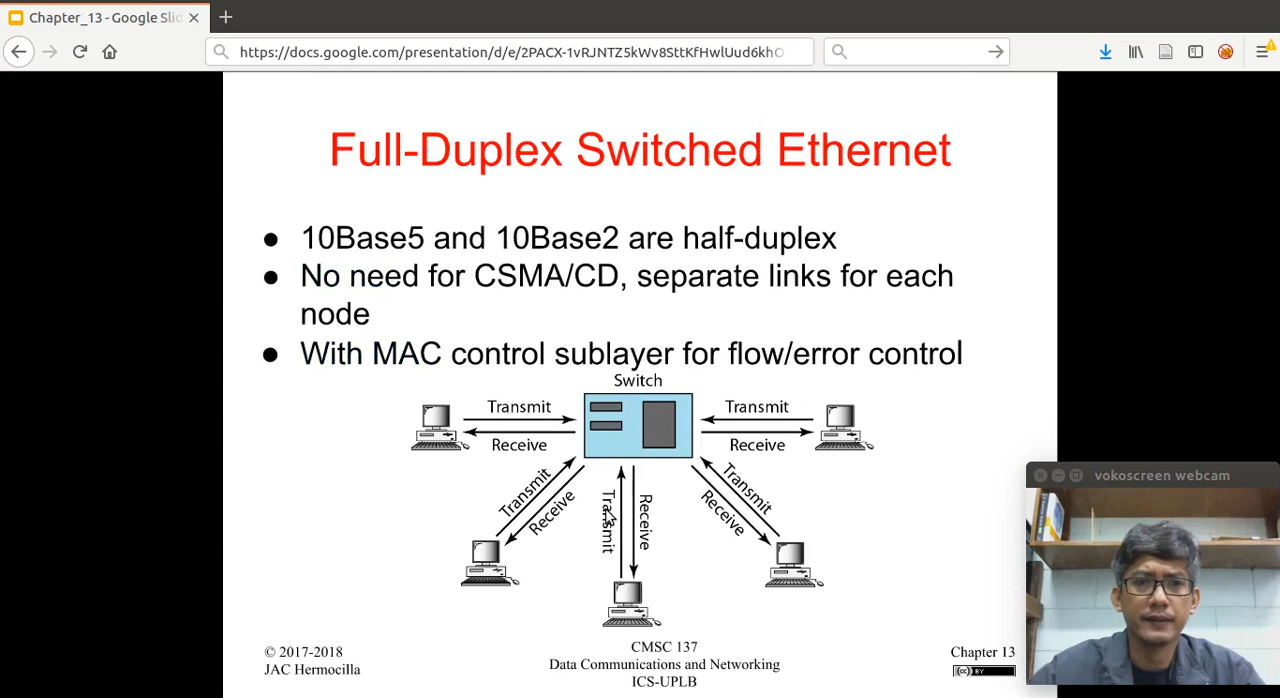 Chapter_13 - Google Slid
https://docs.google.com/presentation/d/e/2PACX-1vRJNTZ5kWv8SttKfHwlUud6khO
Full-Duplex Switched Ethernet
● 10Base5 and 10Base2 are half-duplex
● No need for CSMA/CD, separate links for each
node
● With MAC control sublayer for flow/error control
Switch
Transmit
Receive
Transmit
Receive
Transmit
Receive
Transmit
Receive
Transmit
Receive
vokoscreen webcam
© 2017-2018
JAC Hermocilla
CMSC 137
Data Communications and Networking
ICS-UPLB
Chapter 13
(cc) BY